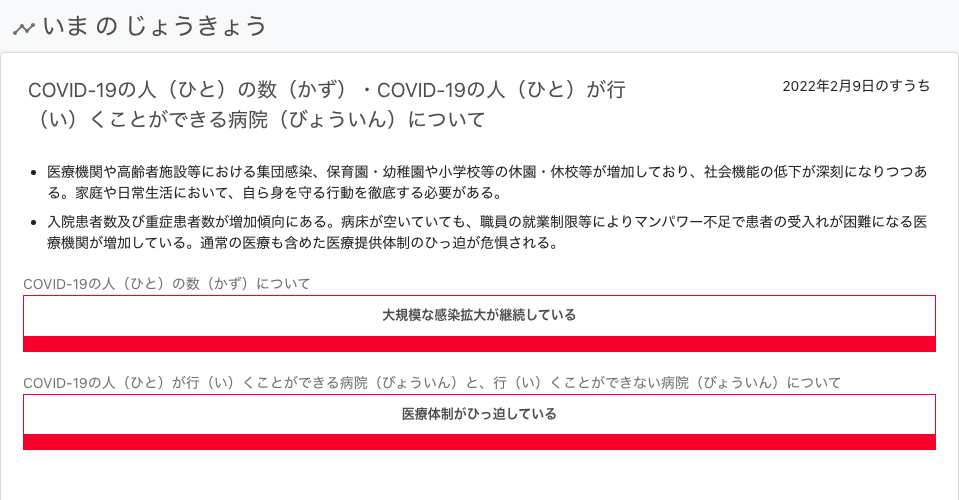 いま の じょうきょう
COVID-19の人（ひと）の数（かず）・COVID-19の人（ひと）が行
（い）くことができる病院（びょういん）について
2022年2月9日のすうち
医療機関や高齢者施設等における集団感染、保育園・幼稚園や小学校等の休園・休校等が増加しており、社会機能の低下が深刻になりつつあ
る。家庭や日常生活において、自ら身を守る行動を徹底する必要がある。
入院患者数及び重症患者数が増加傾向にある。病床が空いていても、職員の就業制限等によりマンパワー不足で患者の受入れが困難になる医
療機関が増加している。通常の医療も含めた医療提供体制のひっ迫が危惧される。
COVID-19の人（ひと）の数（かず）について
大規模な感染拡大が継続している
COVID-19の人（ひと）が行（い）くことができる病院（びょういん）と、行（い）くことができない病院（びょういん）について
医療体制がひっ迫している